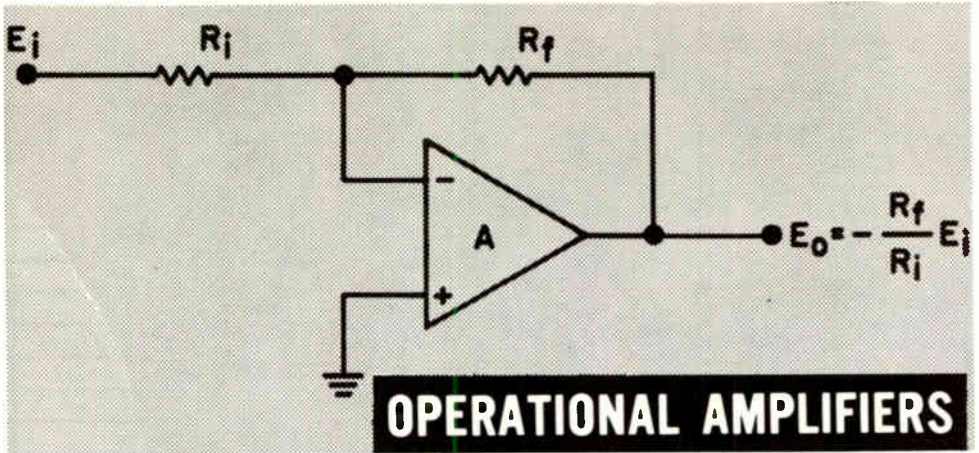 Ei
Ri
Rf
-
A
+
Eo = - Rf/Ri Ei
OPERATIONAL AMPLIFIERS